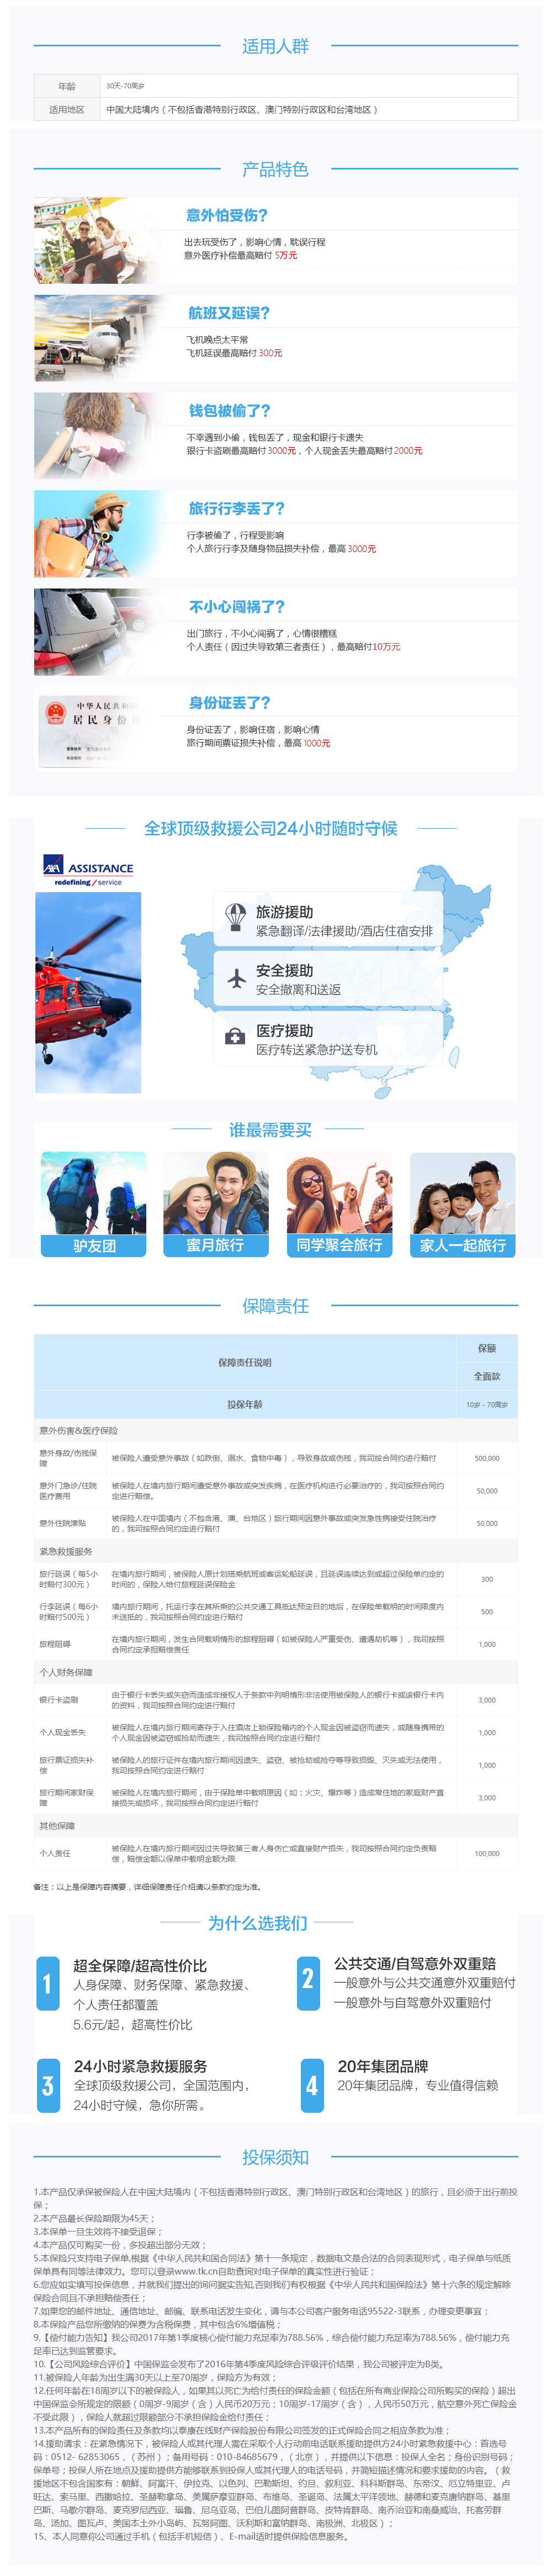 适用人群
年龄 30天-70周岁
适用地区 中国大陆境内（不包括香港特别行政区、澳门特别行政区和台湾地区）
产品特色
意外怕受伤?
出去玩受伤了，影响心情，耽误行程
意外医疗补偿最高赔付 5万元
航班又延误?
飞机晚点太平常
飞机延误最高赔付 300元
钱包被偷了?
不幸遇到小偷，钱包丢了，现金和银行卡遗失
银行卡盗刷最高赔付3000元，个人现金丢失最高赔付2000元
旅行行李丢了?
行李被偷了，行程受影响
个人旅行行李及随身物品损失补偿，最高 3000元
不小心闯祸了?
出门旅行，不小心闯祸了，心情很糟糕
个人责任（因过失导致第三者责任），最高赔付10万元
中华人民共和
居民身份
身份证丢了?
身份证丢了，影响住宿，影响心情
旅行期间票证损失补偿，最高 1000元
全球顶级救援公司24小时随时守候
AXA ASSISTANCE
redefining / service
旅游援助
紧急翻译/法律援助/酒店住宿安排
安全援助
安全撤离和送返
医疗援助
医疗转送紧急护送专机
谁最需要买
驴友团 蜜月旅行 同学聚会旅行 家人一起旅行
保障责任
保障责任说明 保额
全面款
投保年龄 10岁 - 70周岁
意外伤害&医疗保险
意外身故/伤残保障 被保险人遭受意外事故（如跌倒、溺水、食物中毒），导致身故或伤残，我司按合同约进行赔付 500,000
意外门急诊/住院医疗费用 被保险人在境内旅行期间遭受意外事故或突发疾病，在医疗机构进行必要治疗的，我司按照合同约定进行赔偿。 50,000
意外住院津贴 被保险人在中国境内（不包含港、澳、台地区）旅行期间因意外事故或突发急性病接受住院治疗的，我司按照合同约定进行赔付 50,000
紧急救援服务
旅行延误（每5小时赔付300元） 在境内旅行期间，被保险人原计划搭乘航班或客运轮船延误，且延误连续达到或超过保险单约定的时间的，保险人给付旅程延误保险金 300
行李延误（每6小时赔付500元） 境内旅行期间，托运行李在其所乘的公共交通工具抵达预定目的地后，在保险单载明的时间限度内未送抵的，我司按照合同约定进行赔付 500
旅程阻碍 在境内旅行期间，发生合同载明情形的旅程阻碍（如被保险人严重受伤、遭遇劫机等），我司按照合同约定承担赔偿责任 1,000
个人财务保障
银行卡盗刷 由于银行卡丢失或失窃而造成非授权人于条款中列明情形非法使用被保险人的银行卡或该银行卡内的资料，我司按照合同约定进行赔付 3,000
个人现金丢失 被保险人在境内旅行期间寄存于入住酒店上锁保险箱内的个人现金因被盗窃而遗失，或随身携带的个人现金因被盗窃或抢劫而遗失，我司按照合同约定进行赔付 1,000
旅行票证损失补偿 被保险人的旅行证件在境内旅行期间因遗失、盗窃、被抢劫或抢夺等导致损毁、灭失或无法使用，我司按照合同约定进行赔付 1,000
旅行期间家财保障 被保险人在境内旅行期间，由于保险单中载明原因（如：火灾、爆炸等）造成常住地的家庭财产直接损失或损坏，我司按照合同约定进行赔付 3,000
其他保障
个人责任 被保险人在境内旅行期间因过失导致第三者人身伤亡或直接财产损失，我司按照合同约定负责赔偿，赔偿金额以保单中载明金额为限 100,000
备注：以上是保障内容摘要，详细保障责任介绍请以条款约定为准。
为什么选我们
1 超全保障/超高性价比
人身保障、财务保障、紧急救援、
个人责任都覆盖
5.6元/起，超高性价比
2 公共交通/自驾意外双重赔
一般意外与公共交通意外双重赔付
一般意外与自驾意外双重赔付
3 24小时紧急救援服务
全球顶级救援公司，全国范围内，
24小时守候，急你所需。
4 20年集团品牌
20年集团品牌，专业值得信赖
投保须知
1.本产品仅承保被保险人在中国大陆境内（不包括香港特别行政区、澳门特别行政区和台湾地区）的旅行，且必须于出行前投保；
2.本产品最长保险期限为45天；
3.本保单一旦生效将不接受退保；
4.本产品仅可购买一份，多投超出部分无效；
5.本保险只支持电子保单,根据《中华人民共和国合同法》第十一条规定，数据电文是合法的合同表现形式，电子保单与纸质保单具有同等法律效力。您可以登录www.tk.cn自助查询对电子保单的真实性进行验证；
6.您应如实填写投保信息，并就我们提出的询问据实告知,否则我们有权根据《中华人民共和国保险法》第十六条的规定解除保险合同且不承担赔偿责任；
7.如果您的邮件地址、通信地址、邮编、联系电话发生变化，请与本公司客户服务电话95522-3联系，办理变更事宜；
8.本保险产品您所缴纳的保费为含税保费，其中包含6%增值税；
9.【偿付能力告知】我公司2017年第1季度核心偿付能力充足率为788.56%，综合偿付能力充足率为788.56%，偿付能力充足率已达到监管要求。
10.【公司风险综合评价】中国保监会发布了2016年第4季度风险综合评级评价结果，我公司被评定为B类。
11.被保险人年龄为出生满30天以上至70周岁，保险方为有效；
12.任何年龄在18周岁以下的被保险人，如果其以死亡为给付责任的保险金额（包括在所有商业保险公司所购买的保险）超出中国保监会所规定的限额（0周岁-9周岁（含）人民币20万元；10周岁-17周岁（含），人民币50万元，航空意外死亡保险金不受此限），保险人就超过限额部分不承担保险金给付责任；
13.本产品所有的保险责任及条款均以泰康在线财产保险股份有限公司签发的正式保险合同之相应条款为准；
14.援助请求：在紧急情况下，被保险人或其代理人需在采取个人行动前电话联系援助提供方24小时紧急救援中心：首选号码：0512- 62853065，（苏州）；备用号码：010-84685679，（北京），并提供以下信息：投保人全名；身份识别号码；保单号；投保人所在地点及援助提供方能够联系到投保人或其代理人的电话号码，并简短描述情况和要求援助的内容。（救援地区不包含国家有：朝鲜、阿富汗、伊拉克、以色列、巴勒斯坦、约旦、叙利亚、科科斯群岛、东帝汶、厄立特里亚、卢旺达、索马里、西撒哈拉、圣赫勒拿岛、美属萨摩亚群岛、布维岛、圣诞岛、法属太平洋领地、赫德和麦克唐纳群岛、基里巴斯、马歇尔群岛、麦克罗尼西亚、瑙鲁、尼乌亚岛、巴伯儿图阿普群岛、皮特肯群岛、南乔治亚和南桑威治、托客劳群岛、汤加、图瓦卢、美国本土外小岛屿、瓦努阿图、沃利斯和富纳群岛、南极洲、北极区）；
15、本人同意你公司通过手机（包括手机短信）、E-mail适时提供保险信息服务。